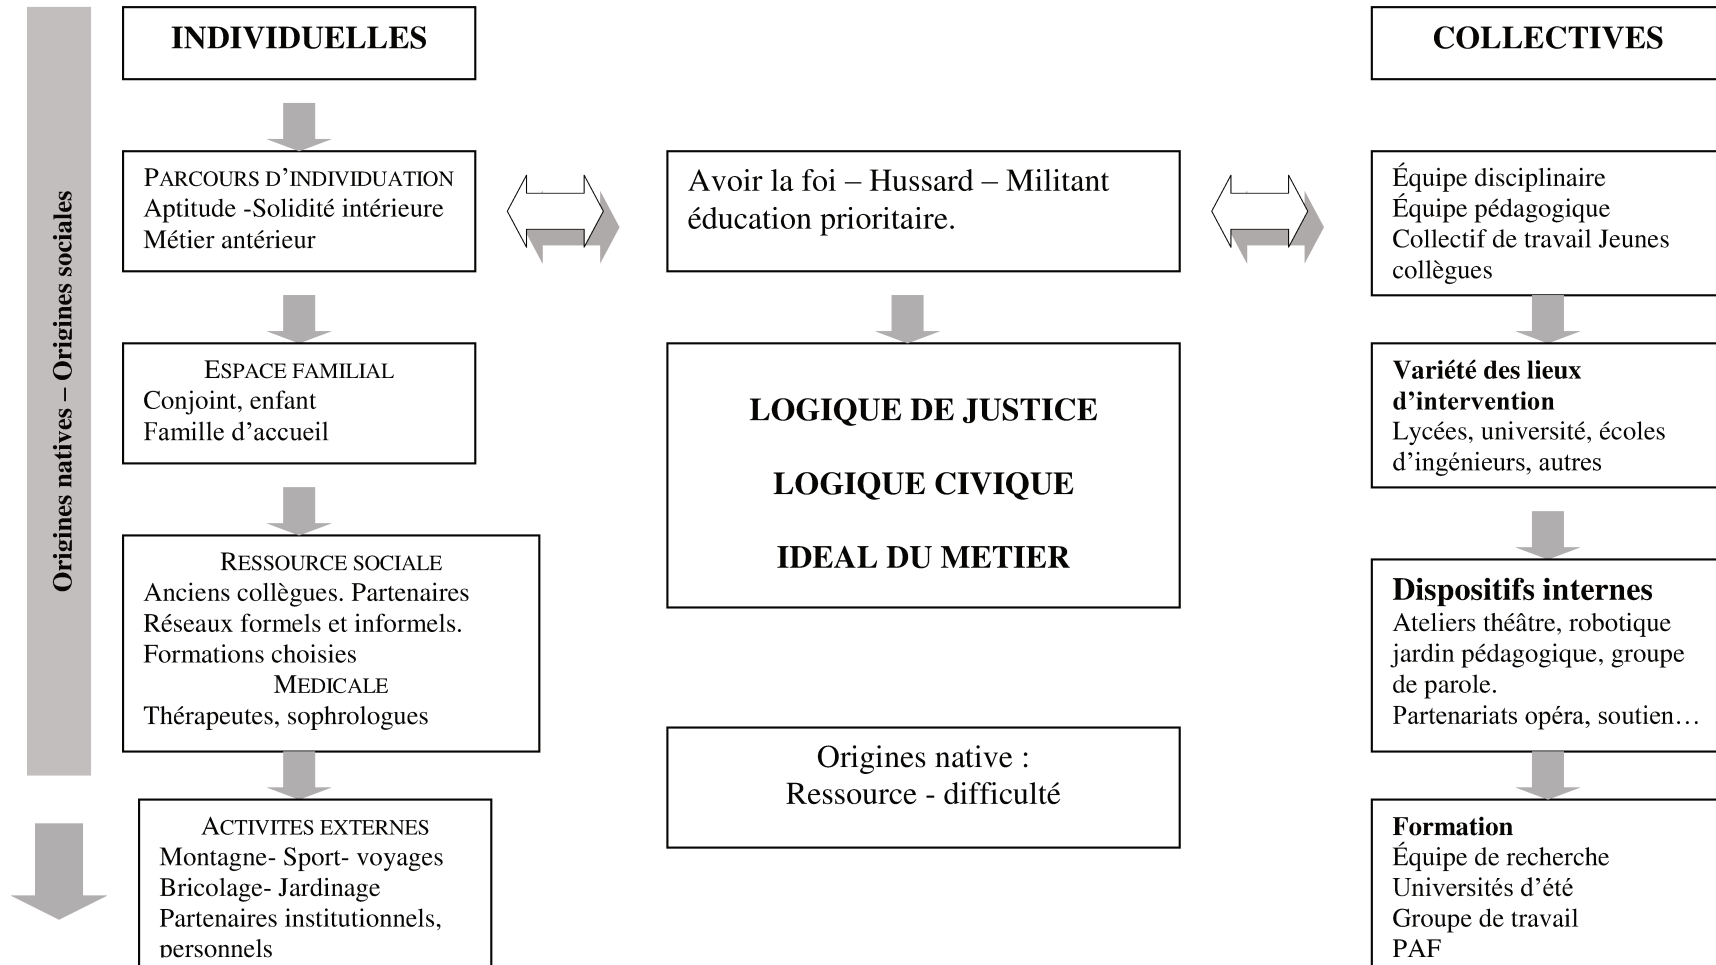 Origines natives – Origines sociales
INDIVIDUELLES
PARCOURS D’INDIVIDUATION
Aptitude -Solidité intérieure
Métier antérieur
ESPACE FAMILIAL
Conjoint, enfant
Famille d’accueil
RESSOURCE SOCIALE
Anciens collègues. Partenaires
Réseaux formels et informels.
Formations choisies
MEDICALE
Thérapeutes, sophrologues
ACTIVITES EXTERNES
Montagne- Sport- voyages
Bricolage- Jardinage
Partenaires institutionnels,
personnels
Avoir la foi – Hussard – Militant
éducation prioritaire.
LOGIQUE DE JUSTICE
LOGIQUE CIVIQUE
IDEAL DU METIER
Origines native :
Ressource - difficulté
COLLECTIVES
Équipe disciplinaire
Équipe pédagogique
Collectif de travail Jeunes
collègues
Variété des lieux
d’intervention
Lycées, université, écoles
d’ingénieurs, autres
Dispositifs internes
Ateliers théâtre, robotique
jardin pédagogique, groupe
de parole.
Partenariats opéra, soutien…
Formation
Équipe de recherche
Universités d’été
Groupe de travail
PAF